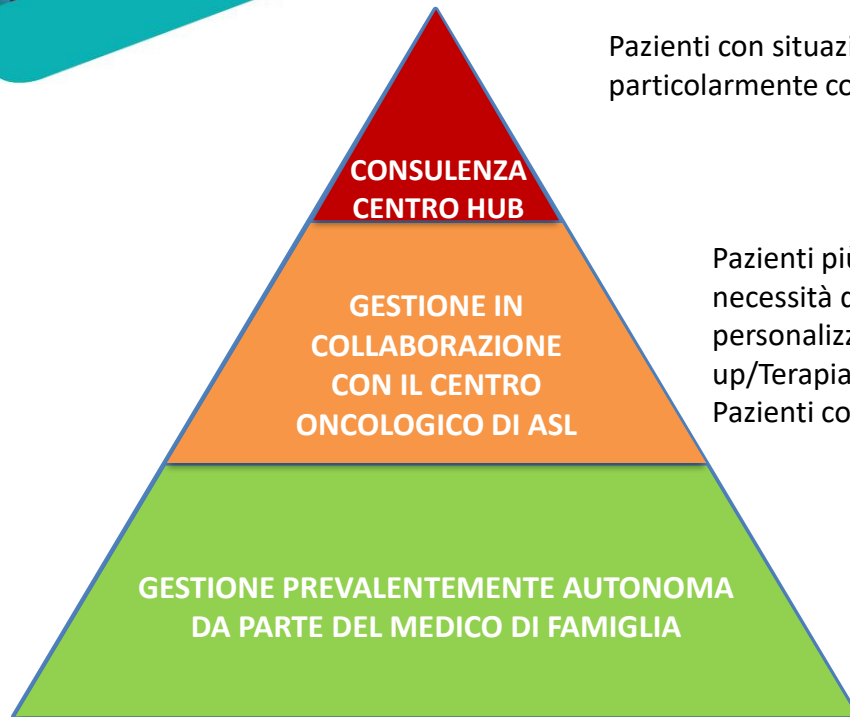 Pazienti con
particolarmente
CONSULENZA
CENTRO HUB
Pazienti
necessità
GESTIONE IN
COLLABORAZIONE
CON IL CENTRO
ONCOLOGICO DI ASL
up/Terapia
Pazienti
GESTIONE PREVALENTEMENTE AUTONOMA
DA PARTE DEL MEDICO DI FAMIGLIA